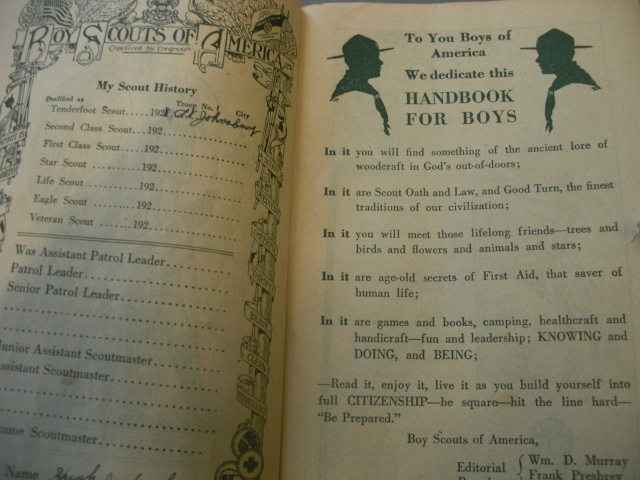 BOY SCOUTS OF AMERICA
Chartered by Congress
My Scout History
Qualified as Troop No. City
Tenderfoot Scout....1928 1 St. Johnsbury
Second Class Scout....192
First Class Scout.....192
Star Scout ..........192
Life Scout ..........192
Eagle Scout .........192
Veteran Scout .......192
Was Assistant Patrol Leader
Patrol Leader
Senior Patrol Leader
Junior Assistant Scoutmaster
Assistant Scoutmaster
Scoutmaster
Name
To You Boys of
America
We dedicate this
HANDBOOK
FOR BOYS
In it you will find something of the ancient lore of
woodcraft in God's out-of-doors;
In it are Scout Oath and Law, and Good Turn, the finest
traditions of our civilization;
In it you will meet those lifelong friends—trees and
birds and flowers and animals and stars;
In it are age-old secrets of First Aid, that saver of
human life;
In it are games and books, camping, healthcraft and
handicraft—fun and leadership; KNOWING and
DOING, and BEING;
—Read it, enjoy it, live it as you build yourself into
full CITIZENSHIP—be square—hit the line hard—
"Be Prepared."
Boy Scouts of America,
Editorial
Wm. D. Murray
Frank Presbrey